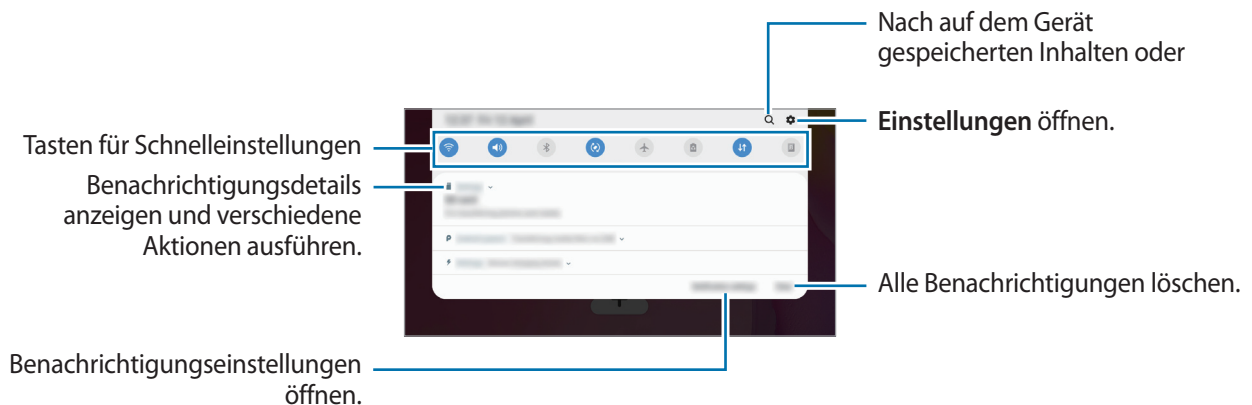 Nach auf dem Gerät
gespeicherten Inhalten oder
Einstellungen öffnen.
Tasten für Schnelleinstellungen
Benachrichtigungsdetails
anzeigen und verschiedene
Aktionen ausführen.
Alle Benachrichtigungen löschen.
Benachrichtigungseinstellungen
öffnen.